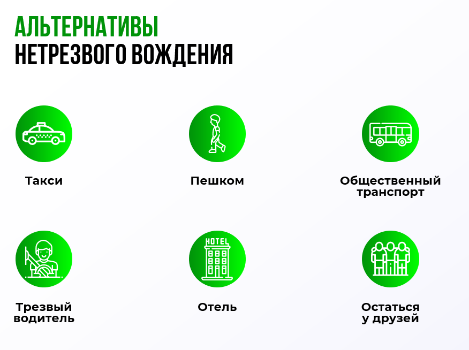 АЛЬТЕРНАТИВЫ
НЕТРЕЗВОГО ВОЖДЕНИЯ
Такси
Пешком
Общественный
транспорт
Трезвый
водитель
HOTEL
Отель
Остаться
у друзей